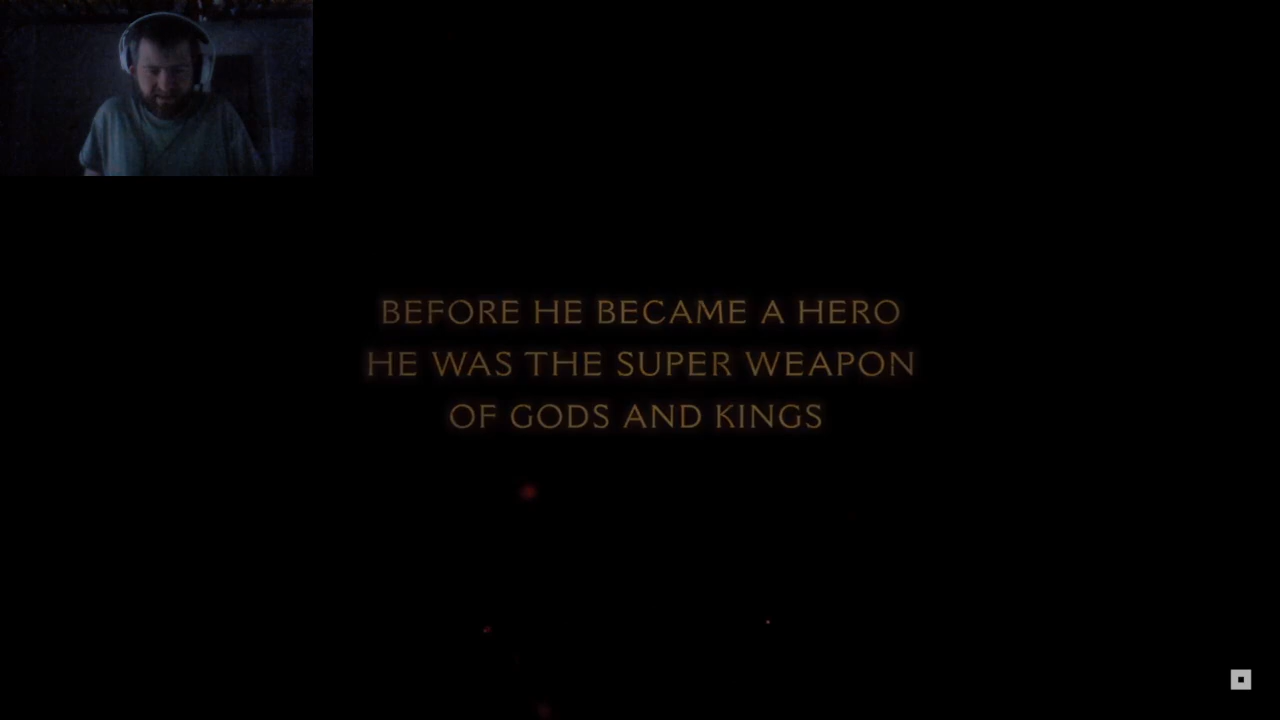 BEFORE HE BECAME A HERO
HE WAS THE SUPER WEAPON
OF GODS AND KINGS